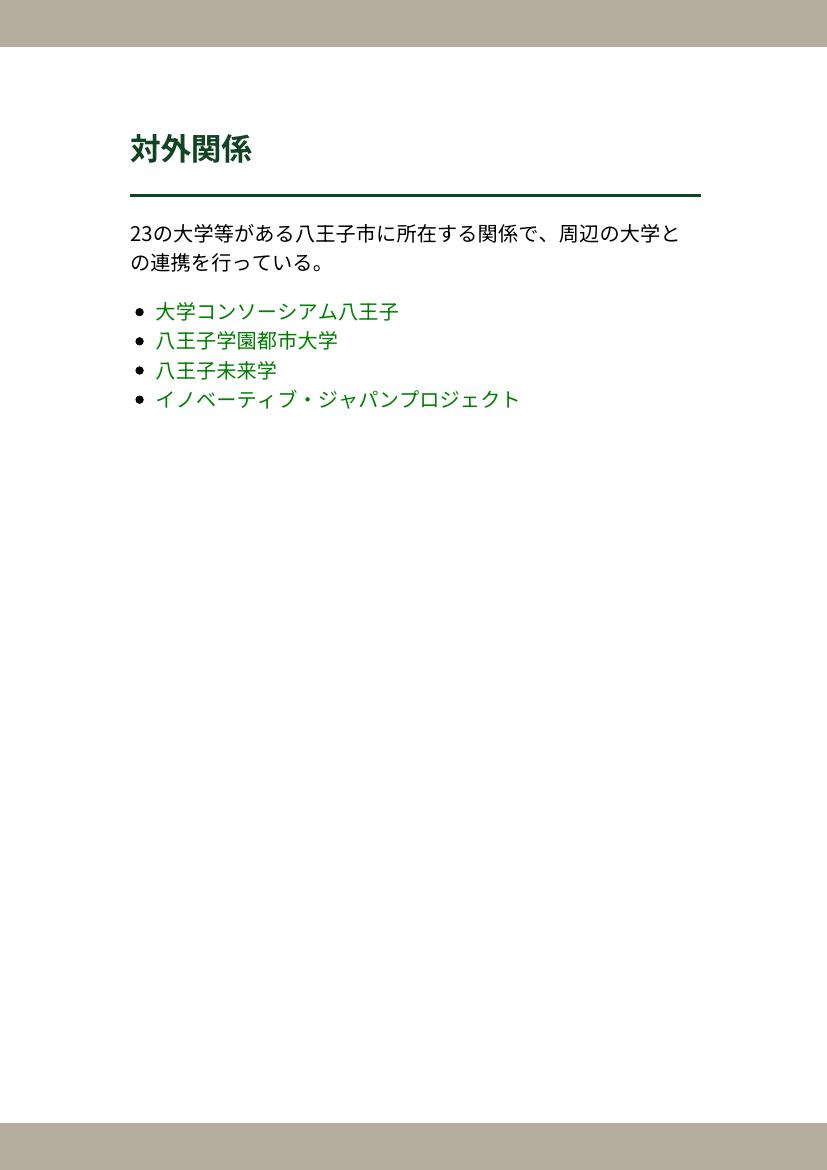 対外関係
23の大学等がある八王子市に所在する関係で、周辺の大学と
の連携を行っている。
大学コンソーシアム八王子
八王子学園都市大学
八王子未来学
イノベーティブ・ジャパンプロジェクト